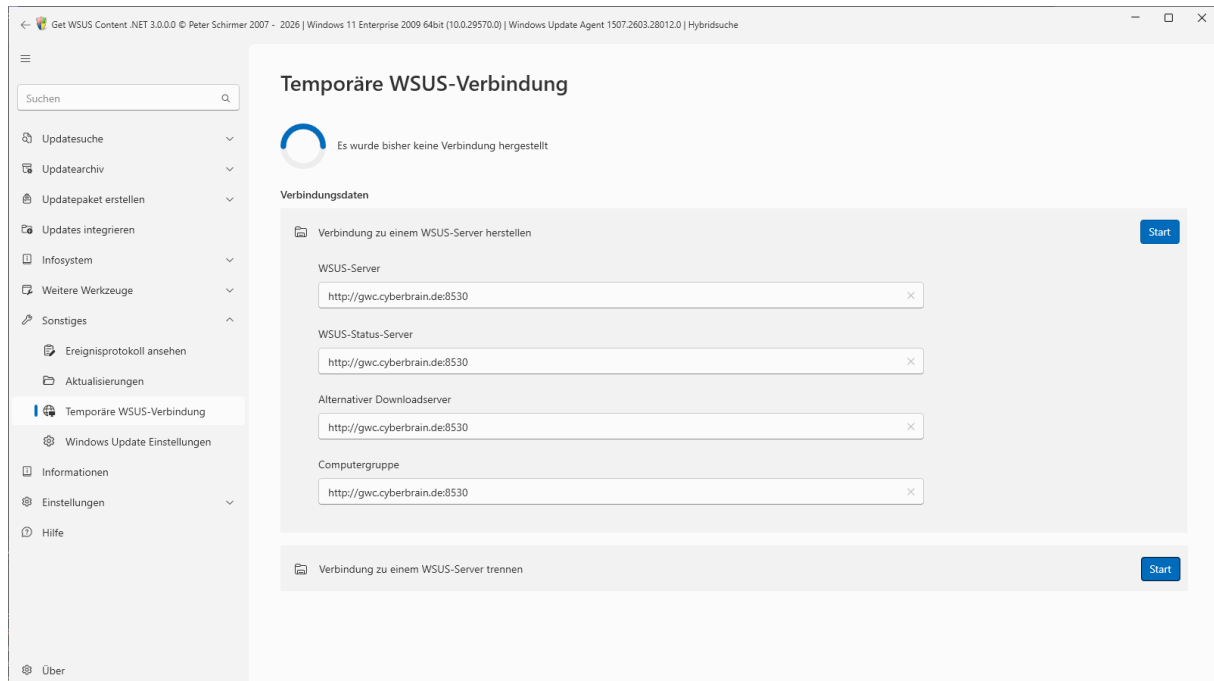 Get WSUS Content .NET 3.0.0.0 © Peter Schirmer 2007 - 2026 | Windows 11 Enterprise 2009 64bit (10.0.29570.0) | Windows Update Agent 1507.2603.28012.0 | Hybridsuche
Suchen
Updatesuche
Updatearchiv
Updatepaket erstellen
Updates integrieren
Infosystem
Weitere Werkzeuge
Sonstiges
Ereignisprotokoll ansehen
Aktualisierungen
Temporäre WSUS-Verbindung
Windows Update Einstellungen
Informationen
Einstellungen
Hilfe
Über
Temporäre WSUS-Verbindung
Es wurde bisher keine Verbindung hergestellt
Verbindungsdaten
Verbindung zu einem WSUS-Server herstellen
Start
WSUS-Server
http://gwc.cyberbrain.de:8530
WSUS-Status-Server
http://gwc.cyberbrain.de:8530
Alternativer Downloadserver
http://gwc.cyberbrain.de:8530
Computergruppe
http://gwc.cyberbrain.de:8530
Verbindung zu einem WSUS-Server trennen
Start